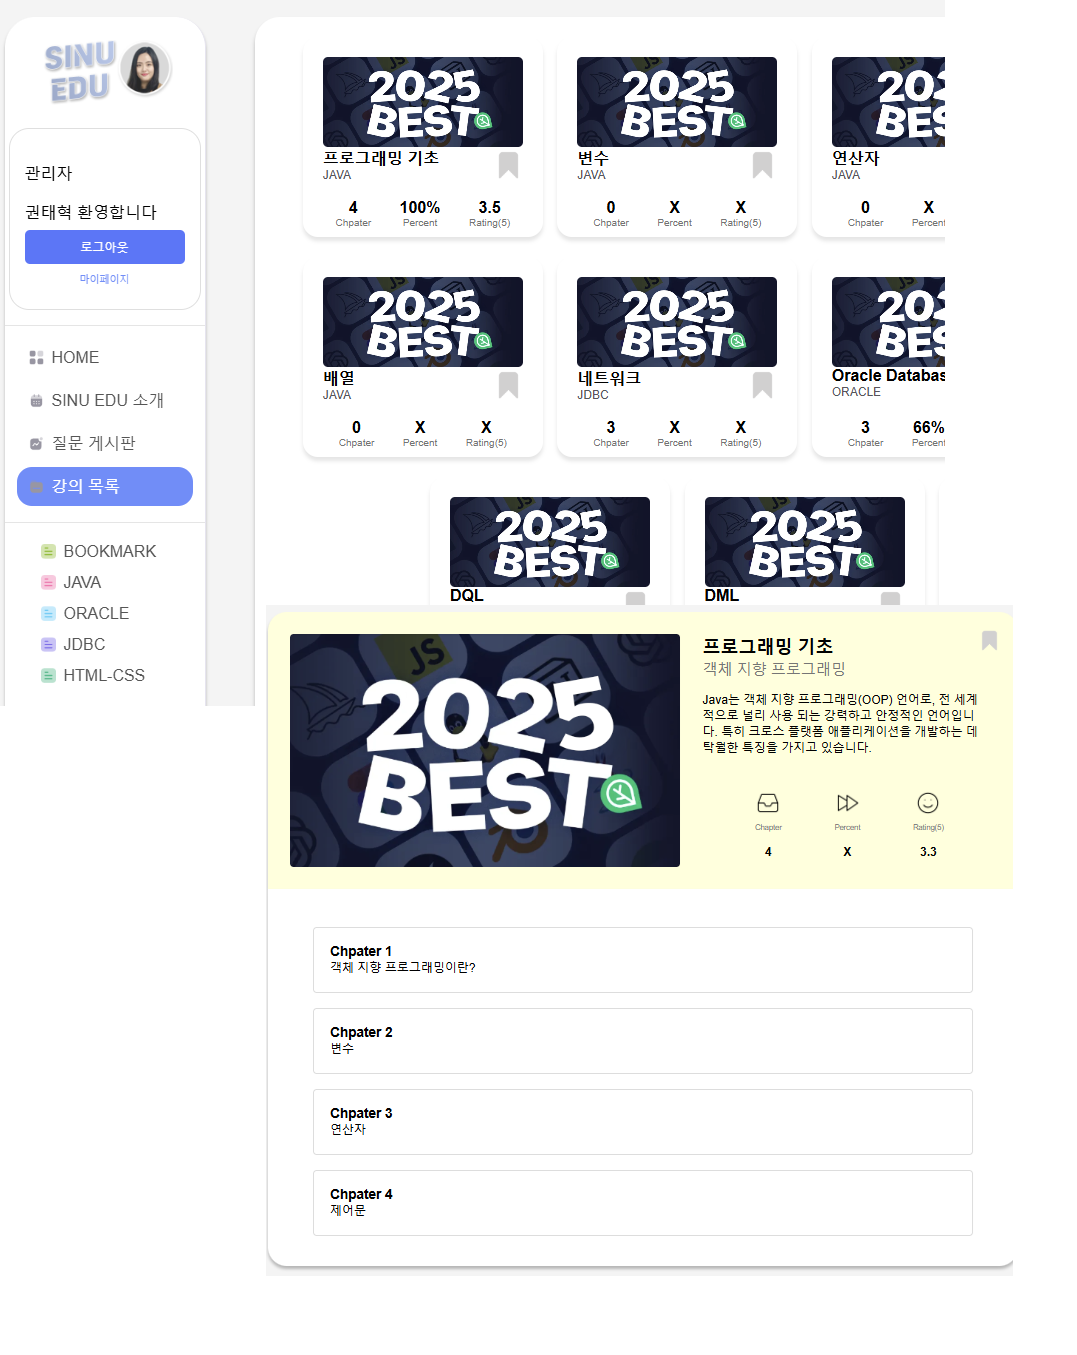 SINU
EDU
관리자
권태혁 환영합니다
로그아웃
마이페이지
HOME
SINU EDU 소개
질문 게시판
강의 목록
BOOKMARK
JAVA
ORACLE
JDBC
HTML-CSS
JS
2025
BEST
프로그래밍 기초
JAVA
4 100% 3.5
Chpater Percent Rating(5)
JS
2025
BEST
변수
JAVA
0 X X
Chpater Percent Rating(5)
202
BES
연산자
JAVA
0 X
Chpater Percent
JS
2025
BEST
배열
JAVA
0 X X
Chpater Percent Rating(5)
JS
2025
BEST
네트워크
JDBC
3 X X
Chpater Percent Rating(5)
202
BES
Oracle Databas
ORACLE
3 66%
Chpater Percent
JS
2025
BEST
DQL
JS
2025
BEST
DML
JS
2025
BEST
프로그래밍 기초
객체 지향 프로그래밍
Java는 객체 지향 프로그래밍(OOP) 언어로, 전 세계
적으로 널리 사용 되는 강력하고 안정적인 언어입니
다. 특히 크로스 플랫폼 애플리케이션을 개발하는 데
탁월한 특징을 가지고 있습니다.
Chapter Percent Rating(5)
4 X 3.3
Chpater 1
객체 지향 프로그래밍이란?
Chpater 2
변수
Chpater 3
연산자
Chpater 4
제어문